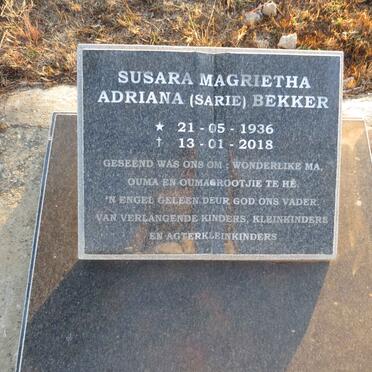 SUSARA MAGRIETHA
ADRIANA (SARIE) BEKKER
★ 21-05-1936
† 13-01-2018
GESEEND WAS ONS OM 'N WONDERLIKE MA,
OUMA EN OUMAGROOTJIE TE HÊ.
'N ENGEL GELEEN DEUR GOD ONS VADER.
VAN VERLANGENDE KINDERS, KLEINKINDERS
EN AGTERKLEINKINDERS